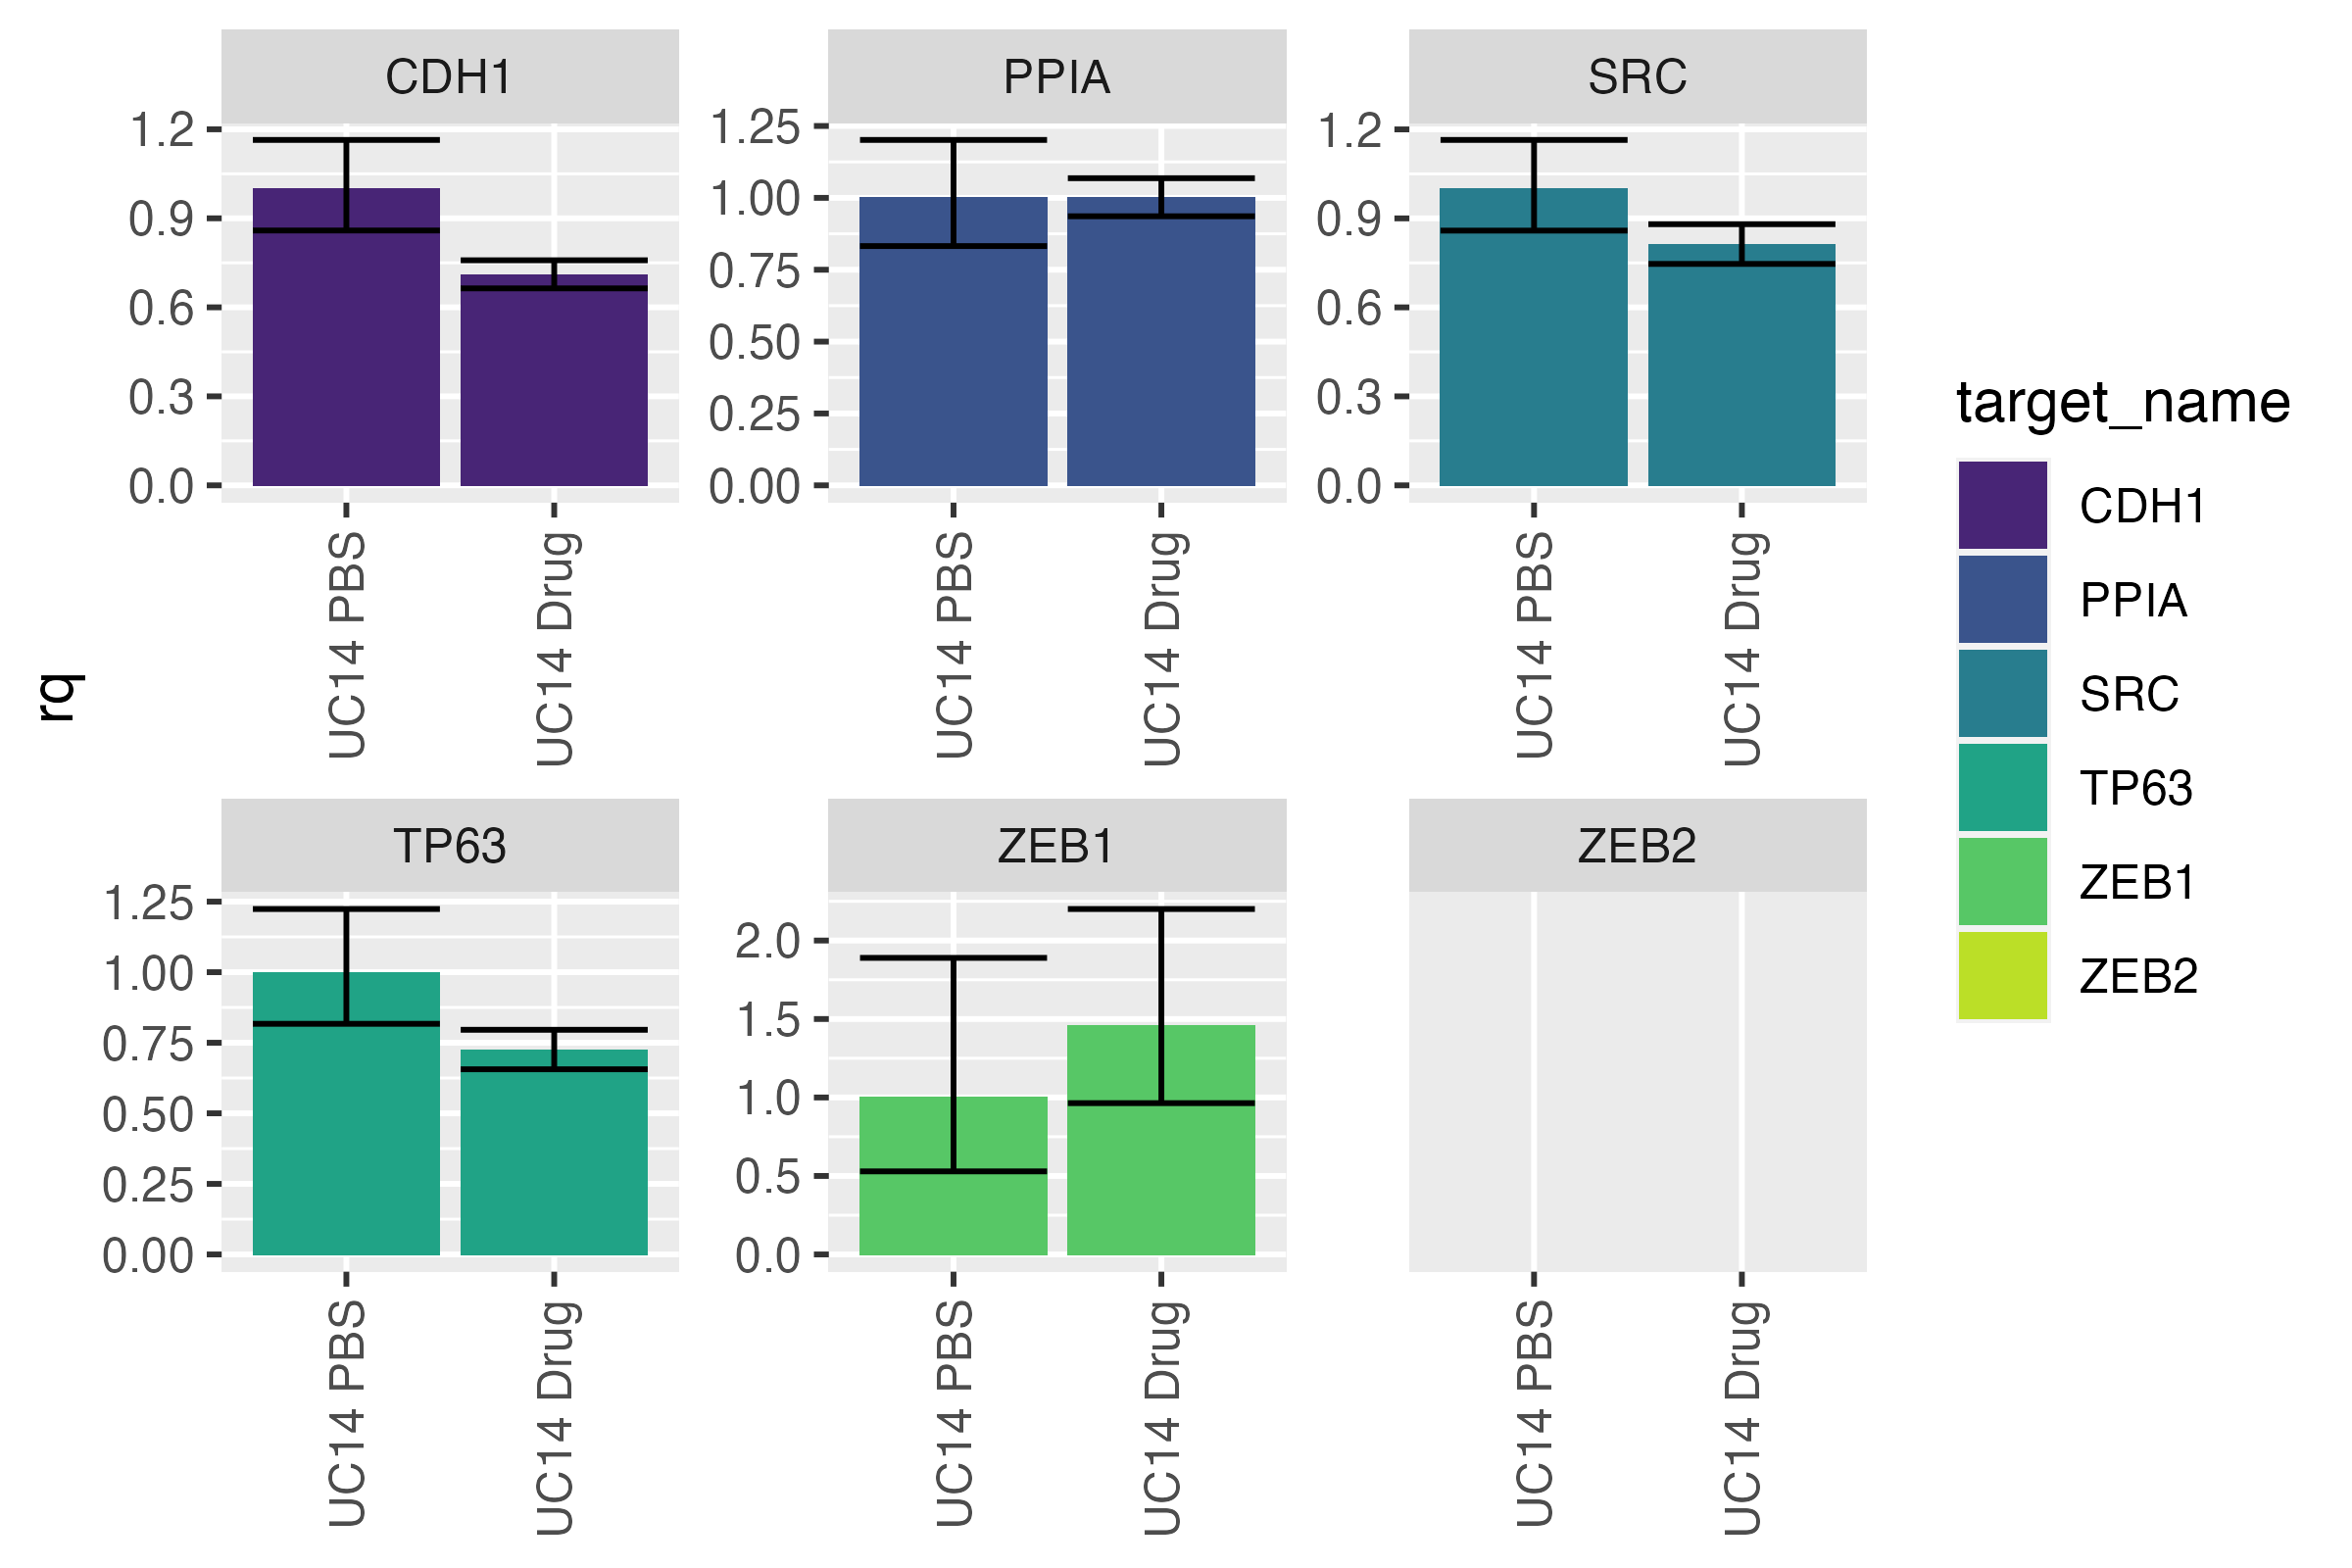 CDH1
PPIA
SRC
1.2
0.9
0.6
0.3
0.0
1.25
1.00
0.75
0.50
0.25
0.00
1.2
0.9
0.6
0.3
0.0
UC14 PBS
UC14 Drug
UC14 PBS
UC14 Drug
UC14 PBS
UC14 Drug
rq
TP63
ZEB1
ZEB2
1.25
1.00
0.75
0.50
0.25
0.00
2.0
1.5
1.0
0.5
0.0
UC14 PBS
UC14 Drug
UC14 PBS
UC14 Drug
UC14 PBS
UC14 Drug
target_name
CDH1
PPIA
SRC
TP63
ZEB1
ZEB2